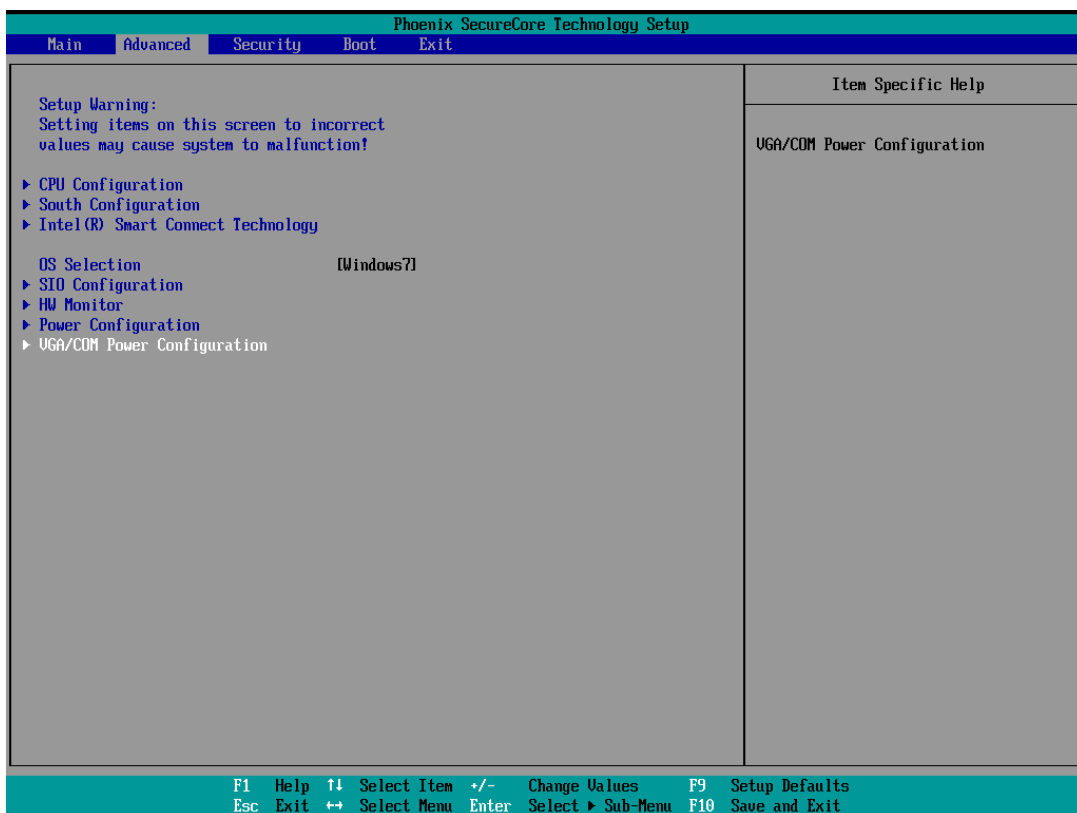 Phoenix SecureCore Technology Setup
Main Advanced Security Boot Exit
Setup Warning:
Setting items on this screen to incorrect
values may cause system to malfunction!
▶ CPU Configuration
▶ South Configuration
▶ Intel(R) Smart Connect Technology
OS Selection [Windows7]
▶ SIO Configuration
▶ HW Monitor
▶ Power Configuration
▶ VGA/COM Power Configuration
Item Specific Help
VGA/COM Power Configuration
F1 Help ↑↓ Select Item +/- Change Values F9 Setup Defaults
Esc Exit ↔ Select Menu Enter Select ▶ Sub-Menu F10 Save and Exit